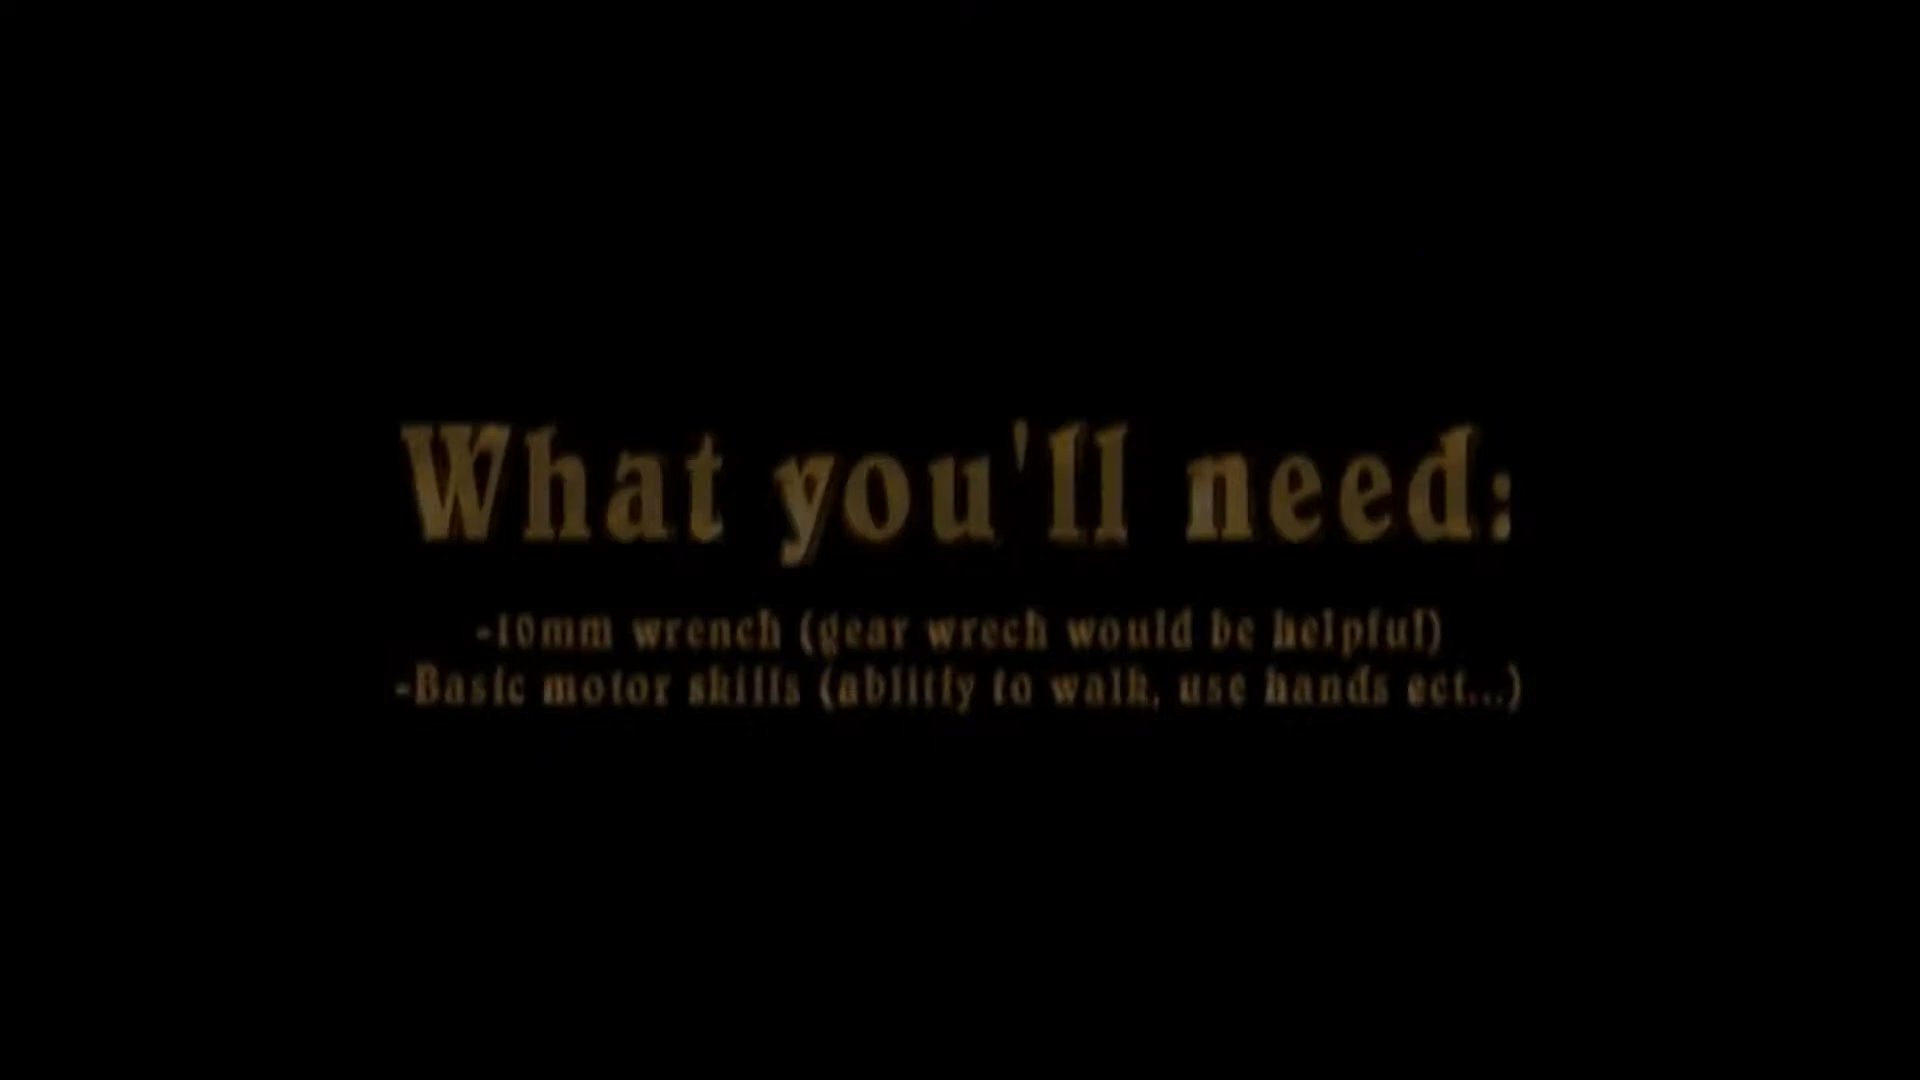 What you'll need:
-10mm wrench (gear wrech would be helpful)
-Basic motor skills (ablitiy to walk, use hands ect...)